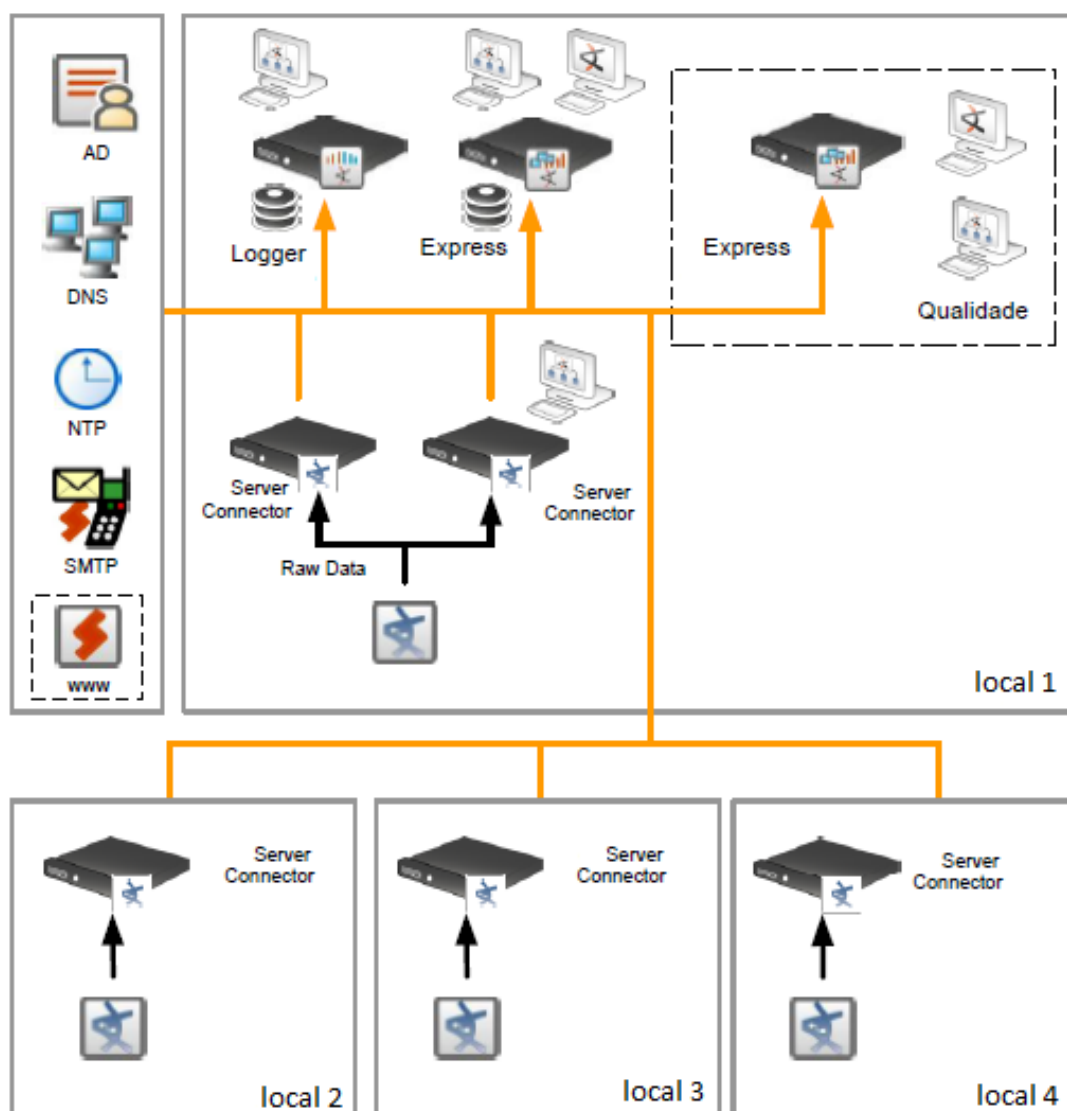 AD
DNS
NTP
SMTP
www
Logger
Express
Express
Qualidade
Server
Connector
Server
Connector
Raw Data
local 1
Server
Connector
local 2
Server
Connector
local 3
Server
Connector
local 4